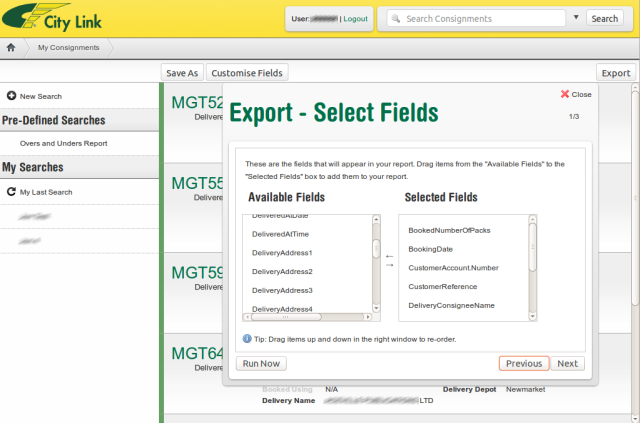 City Link
User: | Logout
Search Consignments
Search
My Consignments
Save As
Customise Fields
Export
New Search
Pre-Defined Searches
Overs and Unders Report
My Searches
My Last Search
MGT52
Delivere
MGT55
Delivere
MGT59
Delivere
MGT64
Delivere
Close
Export - Select Fields
1/3
These are the fields that will appear in your report. Drag items from the "Available Fields" to the
"Selected Fields" box to add them to your report.
Available Fields
Selected Fields
DeliveredAtDate
DeliveredAtTime
DeliveryAddress1
DeliveryAddress2
DeliveryAddress3
DeliveryAddress4
BookedNumberOfPacks
BookingDate
CustomerAccount.Number
CustomerReference
DeliveryConsigneeName
Tip: Drag items up and down in the right window to re-order.
Run Now
Previous
Next
Booked Using N/A
Delivery Depot Newmarket
Delivery Name LTD